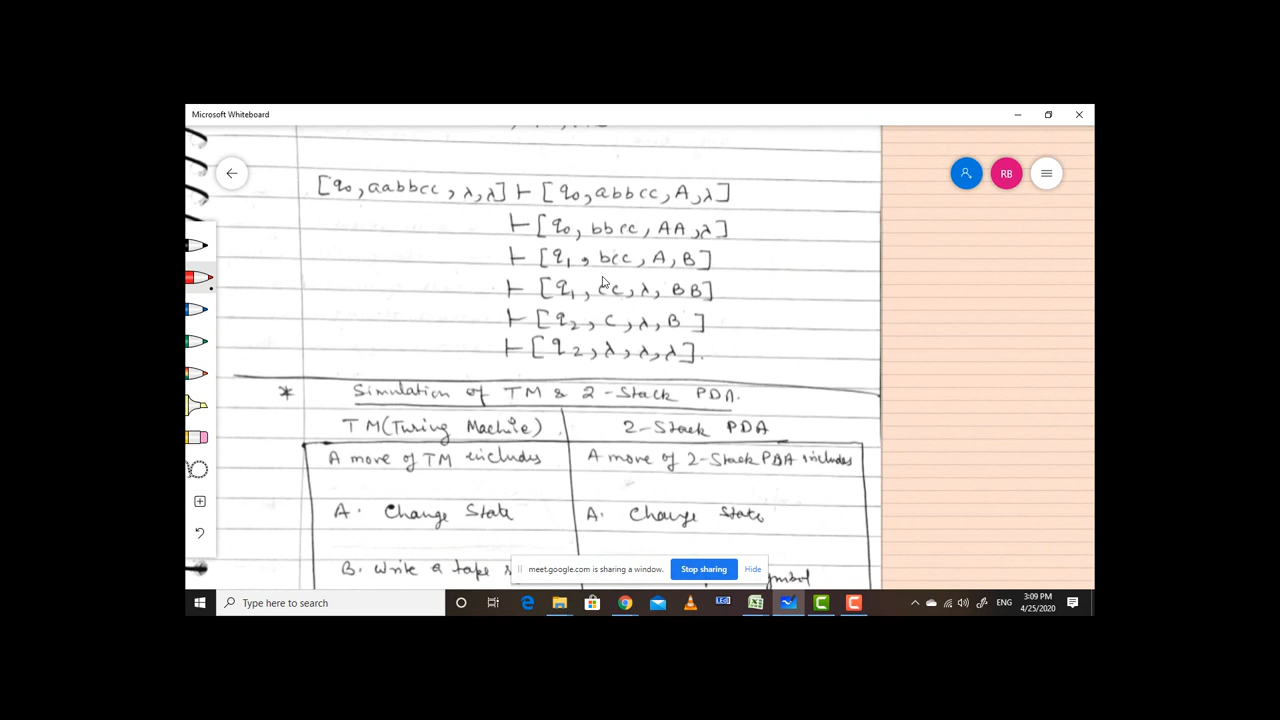 Microsoft Whiteboard
[q0, aabbcc, λ, λ] ⊢ [q0, abbcc, A, λ]
⊢ [q0, bbcc, AA, λ]
⊢ [q1, bcc, A, B]
⊢ [q1, cc, λ, BB]
⊢ [q2, c, λ, B]
⊢ [q2, λ, λ, λ].
* Simulation of TM & 2-Stack PDA.
TM(Turing Machine) 2-Stack PDA
A move of TM includes A move of 2-Stack PDA includes
A. Change State A. Change State
B. Write a tape
meet.google.com is sharing a window. Stop sharing Hide
RB
Type here to search
ENG
3:09 PM
4/25/2020